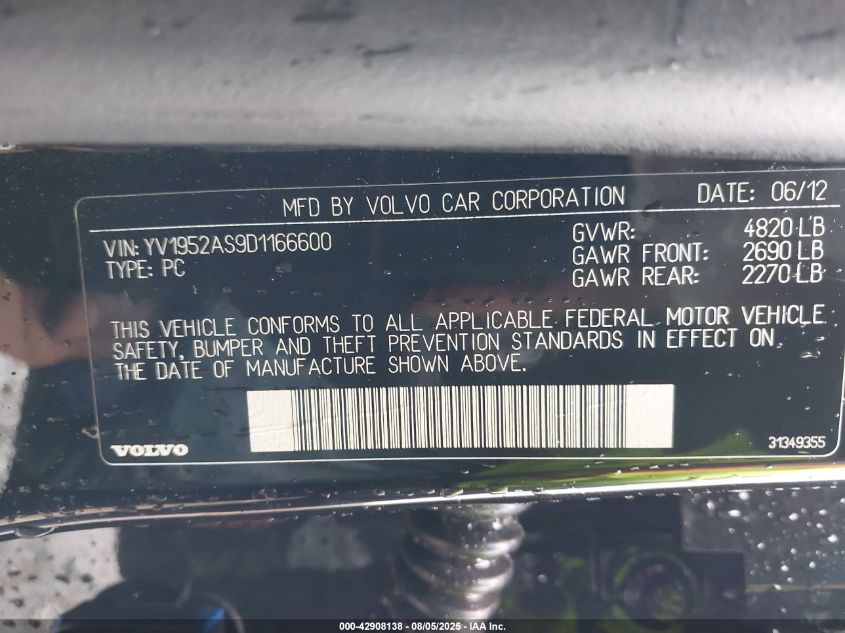 MFD BY VOLVO CAR CORPORATION DATE: 06/12
VIN: YV1952AS9D1166600 GVWR: 4820 LB
TYPE: PC GAWR FRONT: 2690 LB
GAWR REAR: 2270 LB
THIS VEHICLE CONFORMS TO ALL APPLICABLE FEDERAL MOTOR VEHICLE
SAFETY, BUMPER AND THEFT PREVENTION STANDARDS IN EFFECT ON
THE DATE OF MANUFACTURE SHOWN ABOVE.
VOLVO 31349355
000-42908138 - 08/05/2025 - IAA Inc.